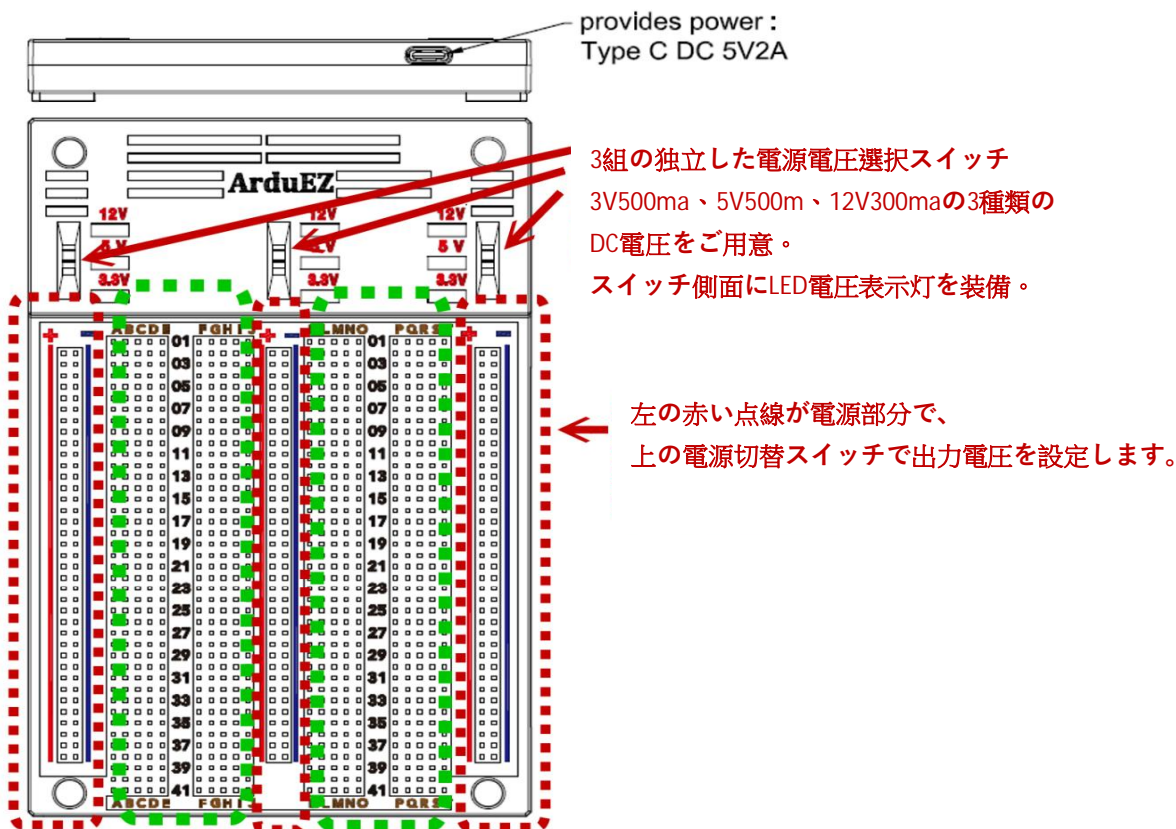 provides power :
Type C DC 5V2A
3組の独立した電源電圧選択スイッチ
3V500ma、5V500m、12V300maの3種類の
DC電圧をご用意。
スイッチ側面にLED電圧表示灯を装備。
ArduEZ
12V 12V 12V
5 V 5 V
3.3V 3.3V 3.3V
+ - ABCDE FGHIJ + - LMNO PQRS + -
01 01
03 03
05 05
07 07
09 09
11 11
13 13
15 15
17 17
19 19
21 21
23 23
25 25
27 27
29 29
31 31
33 33
35 35
37 37
39 39
41 41
ABCDE FGHIJ LMNO PQRS
左の赤い点線が電源部分で、
上の電源切替スイッチで出力電圧を設定します。